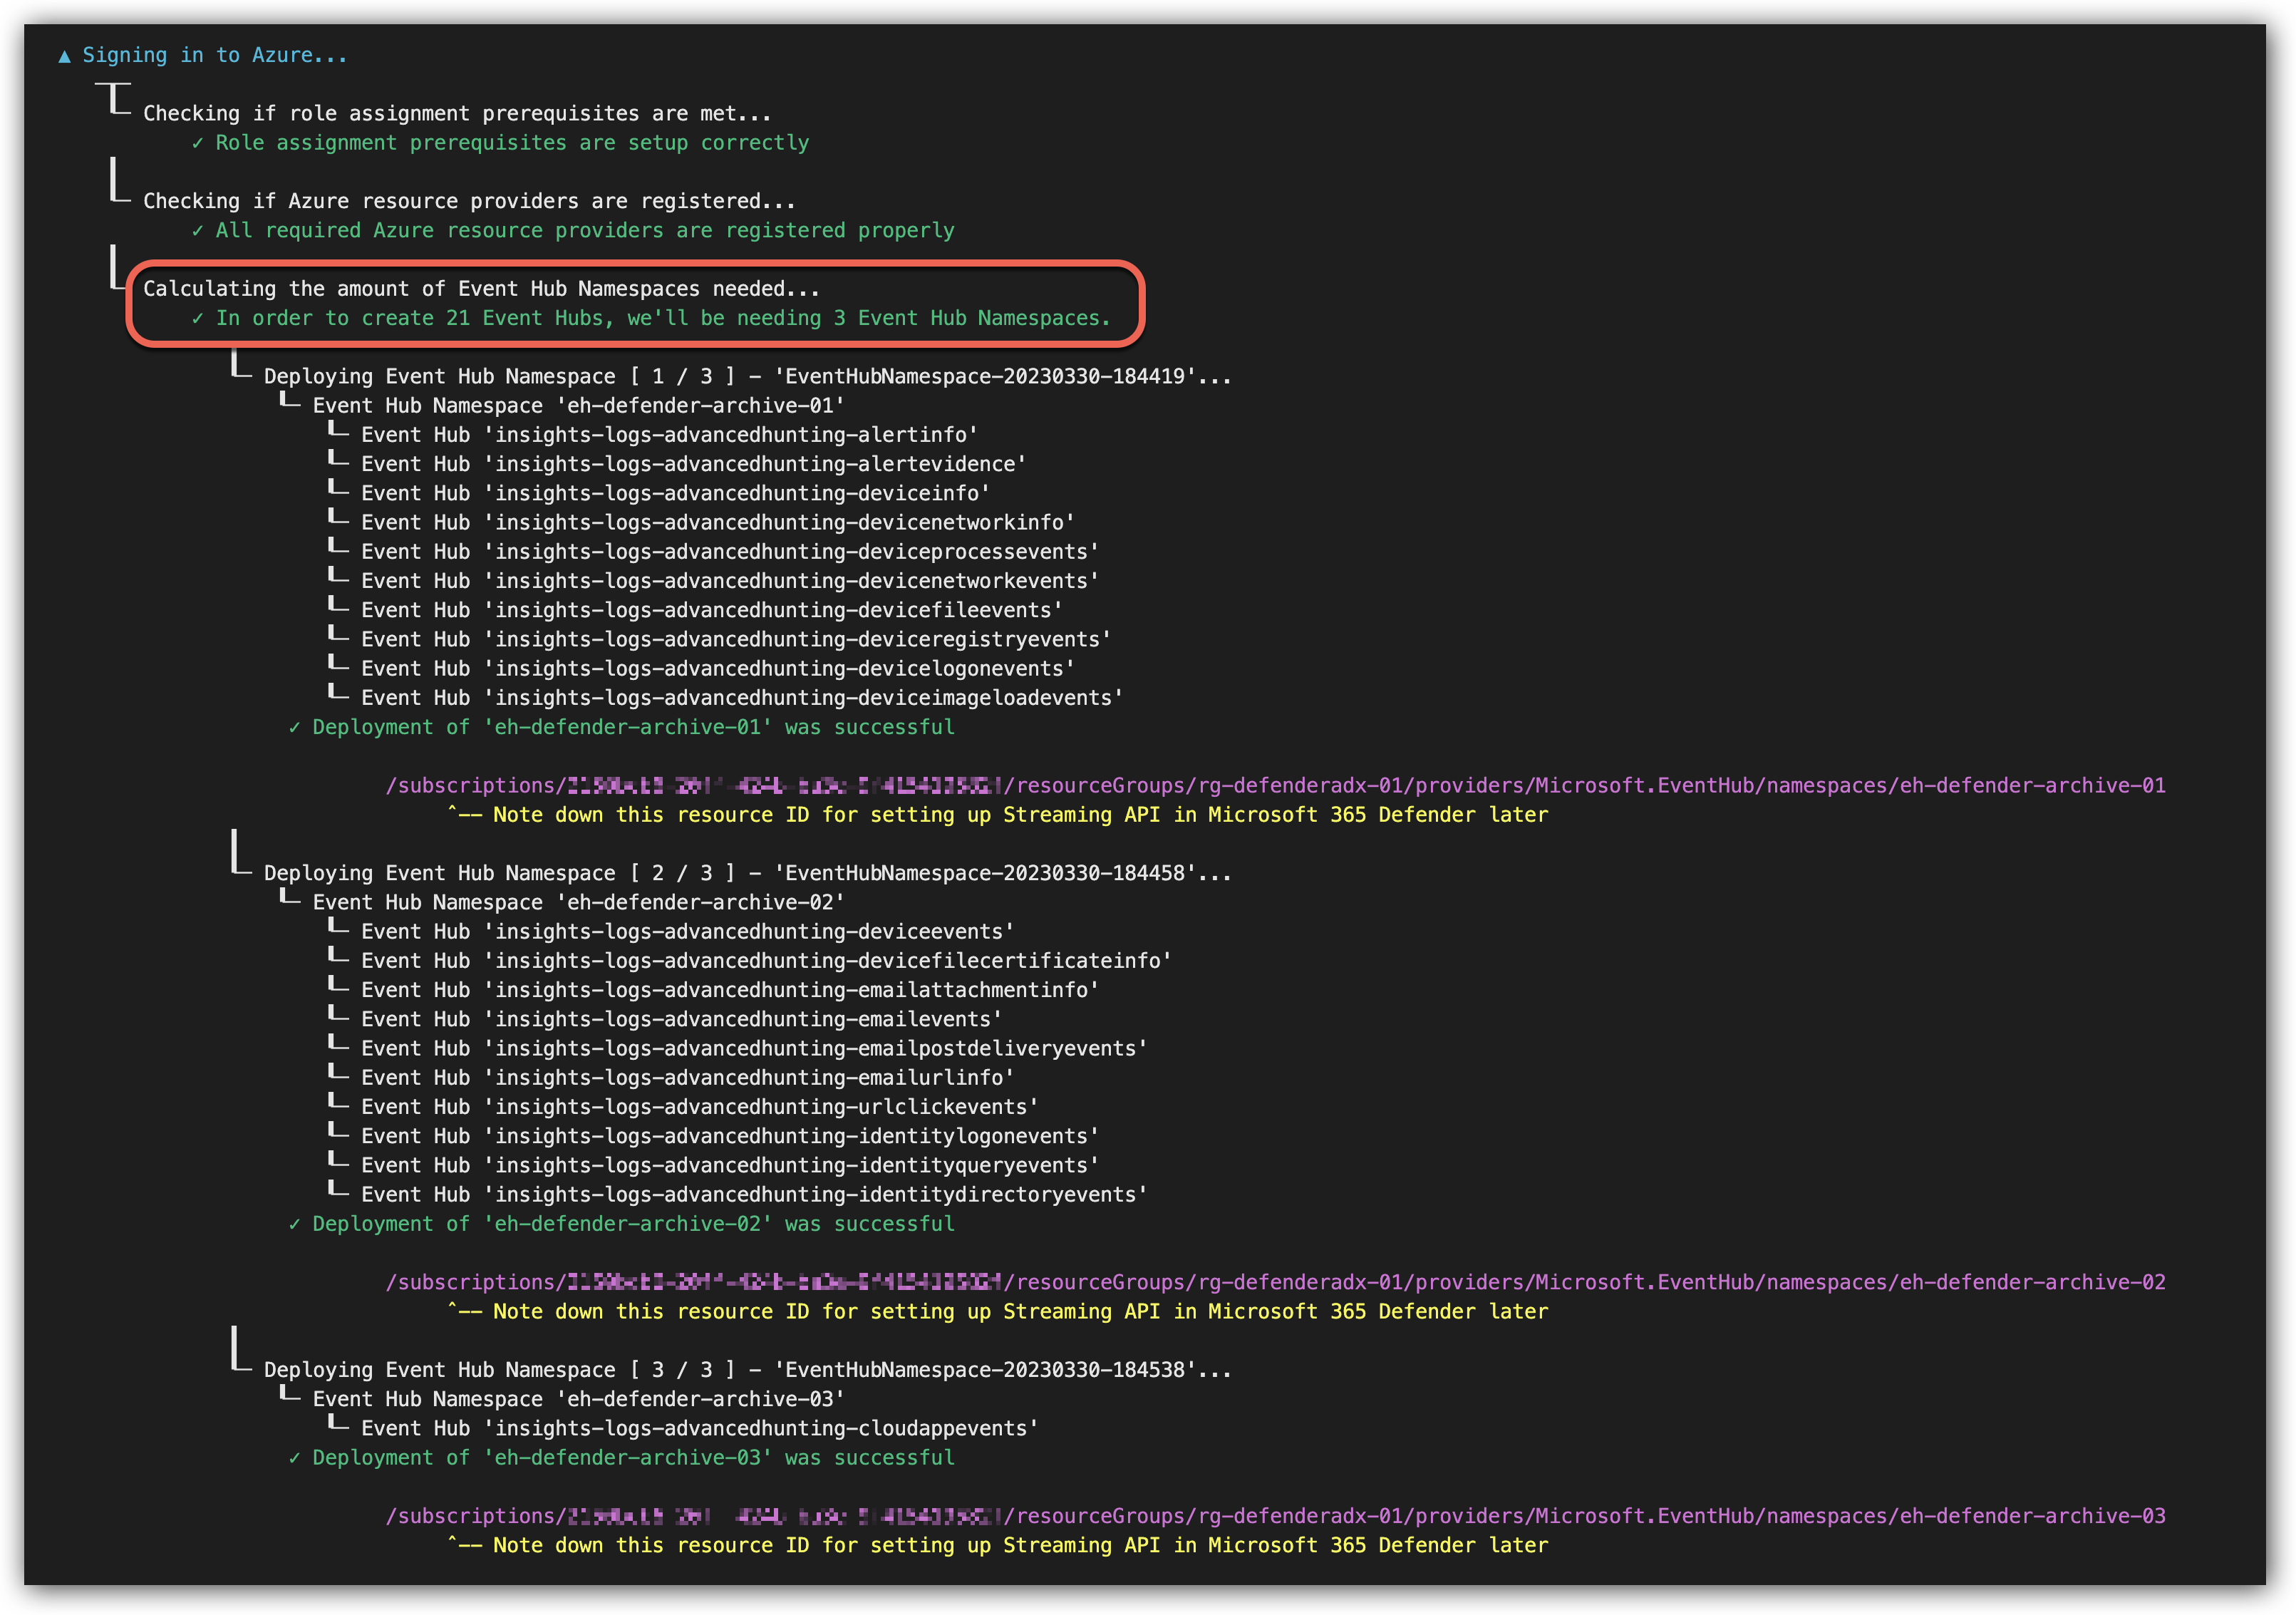 ▲ Signing in to Azure...
Checking if role assignment prerequisites are met...
✓ Role assignment prerequisites are setup correctly
Checking if Azure resource providers are registered...
✓ All required Azure resource providers are registered properly
Calculating the amount of Event Hub Namespaces needed...
✓ In order to create 21 Event Hubs, we'll be needing 3 Event Hub Namespaces.
Deploying Event Hub Namespace [ 1 / 3 ] - 'EventHubNamespace-20230330-184419'...
Event Hub Namespace 'eh-defender-archive-01'
Event Hub 'insights-logs-advancedhunting-alertinfo'
Event Hub 'insights-logs-advancedhunting-alertevidence'
Event Hub 'insights-logs-advancedhunting-deviceinfo'
Event Hub 'insights-logs-advancedhunting-devicenetworkinfo'
Event Hub 'insights-logs-advancedhunting-deviceprocessevents'
Event Hub 'insights-logs-advancedhunting-devicenetworkevents'
Event Hub 'insights-logs-advancedhunting-devicefileevents'
Event Hub 'insights-logs-advancedhunting-deviceregistryevents'
Event Hub 'insights-logs-advancedhunting-devicelogonevents'
Event Hub 'insights-logs-advancedhunting-deviceimageloadevents'
✓ Deployment of 'eh-defender-archive-01' was successful
/subscriptions/ /resourceGroups/rg-defenderadx-01/providers/Microsoft.EventHub/namespaces/eh-defender-archive-01
^-- Note down this resource ID for setting up Streaming API in Microsoft 365 Defender later
Deploying Event Hub Namespace [ 2 / 3 ] - 'EventHubNamespace-20230330-184458'...
Event Hub Namespace 'eh-defender-archive-02'
Event Hub 'insights-logs-advancedhunting-deviceevents'
Event Hub 'insights-logs-advancedhunting-devicefilecertificateinfo'
Event Hub 'insights-logs-advancedhunting-emailattachmentinfo'
Event Hub 'insights-logs-advancedhunting-emailevents'
Event Hub 'insights-logs-advancedhunting-emailpostdeliveryevents'
Event Hub 'insights-logs-advancedhunting-emailurlinfo'
Event Hub 'insights-logs-advancedhunting-urlclickevents'
Event Hub 'insights-logs-advancedhunting-identitylogonevents'
Event Hub 'insights-logs-advancedhunting-identityqueryevents'
Event Hub 'insights-logs-advancedhunting-identitydirectoryevents'
✓ Deployment of 'eh-defender-archive-02' was successful
/subscriptions/ /resourceGroups/rg-defenderadx-01/providers/Microsoft.EventHub/namespaces/eh-defender-archive-02
^-- Note down this resource ID for setting up Streaming API in Microsoft 365 Defender later
Deploying Event Hub Namespace [ 3 / 3 ] - 'EventHubNamespace-20230330-184538'...
Event Hub Namespace 'eh-defender-archive-03'
Event Hub 'insights-logs-advancedhunting-cloudappevents'
✓ Deployment of 'eh-defender-archive-03' was successful
/subscriptions/ /resourceGroups/rg-defenderadx-01/providers/Microsoft.EventHub/namespaces/eh-defender-archive-03
^-- Note down this resource ID for setting up Streaming API in Microsoft 365 Defender later